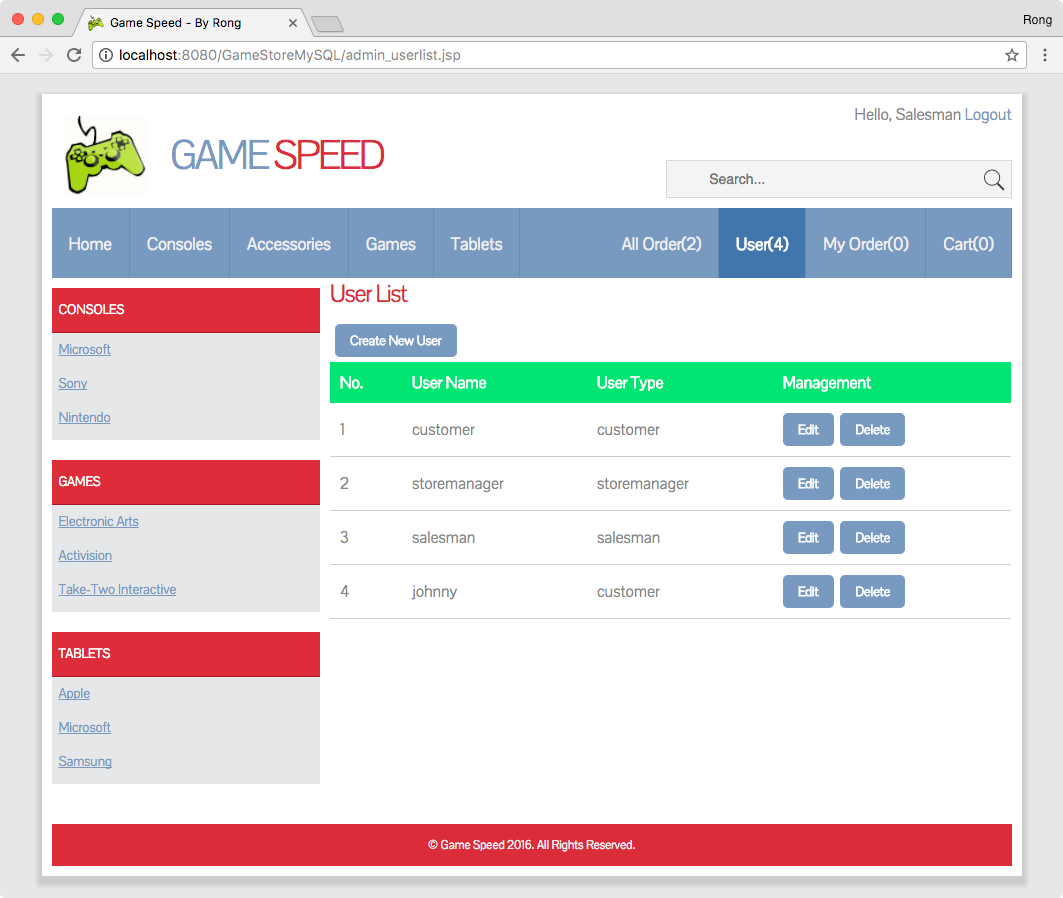 Game Speed - By Rong
Rong
localhost:8080/GameStoreMySQL/admin_userlist.jsp
Hello, Salesman Logout
GAME SPEED
Search...
Home Consoles Accessories Games Tablets All Order(2) User(4) My Order(0) Cart(0)
CONSOLES
Microsoft
Sony
Nintendo
GAMES
Electronic Arts
Activision
Take-Two Interactive
TABLETS
Apple
Microsoft
Samsung
User List
Create New User
No. User Name User Type Management
1 customer customer Edit Delete
2 storemanager storemanager Edit Delete
3 salesman salesman Edit Delete
4 johnny customer Edit Delete
© Game Speed 2016. All Rights Reserved.